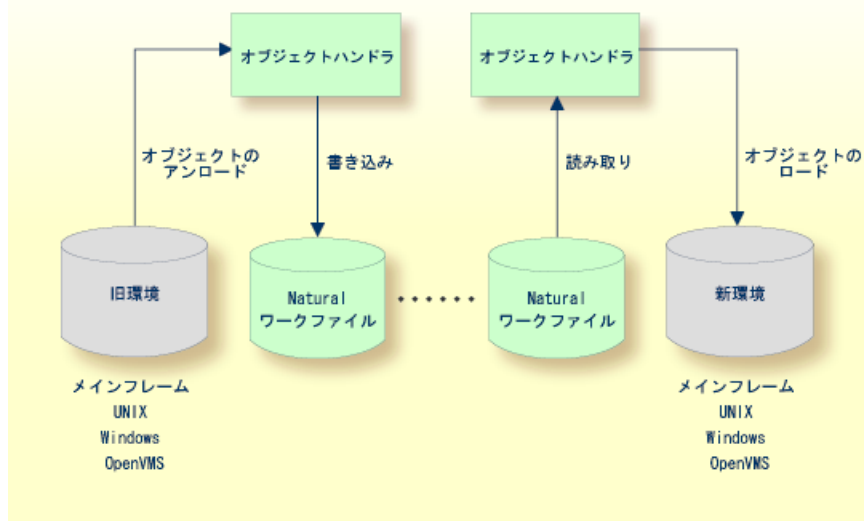 オブジェクトハンドラ
オブジェクトハンドラ
オブジェクトの
アンロード
書き込み
読み取り
オブジェクトの
ロード
旧環境
Natural
ワークファイル
......
Natural
ワークファイル
新環境
メインフレーム
UNIX
Windows
OpenVMS
メインフレーム
UNIX
Windows
OpenVMS